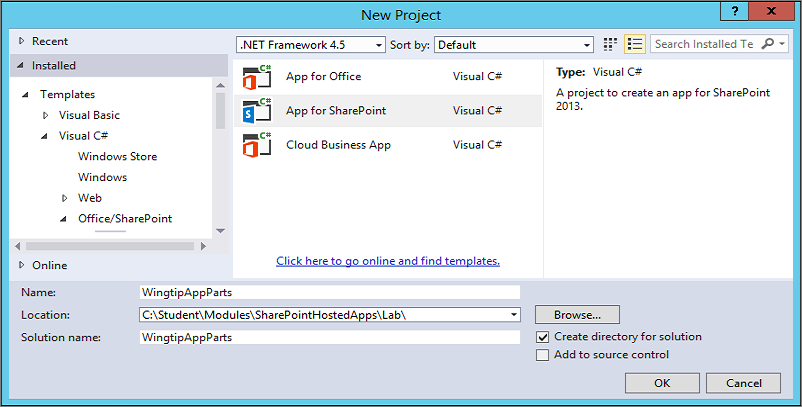 New Project
? X
Recent
Installed
.NET Framework 4.5
Sort by: Default
Search Installed Te
Templates
Visual Basic
Visual C#
Windows Store
Windows
Web
Office/SharePoint
Online
C# App for Office Visual C#
C# App for SharePoint Visual C#
C# Cloud Business App Visual C#
Click here to go online and find templates.
Type: Visual C#
A project to create an app for SharePoint
2013.
Name: WingtipAppParts
Location: C:\Student\Modules\SharePointHostedApps\Lab\
Browse...
Solution name: WingtipAppParts
Create directory for solution
Add to source control
OK Cancel